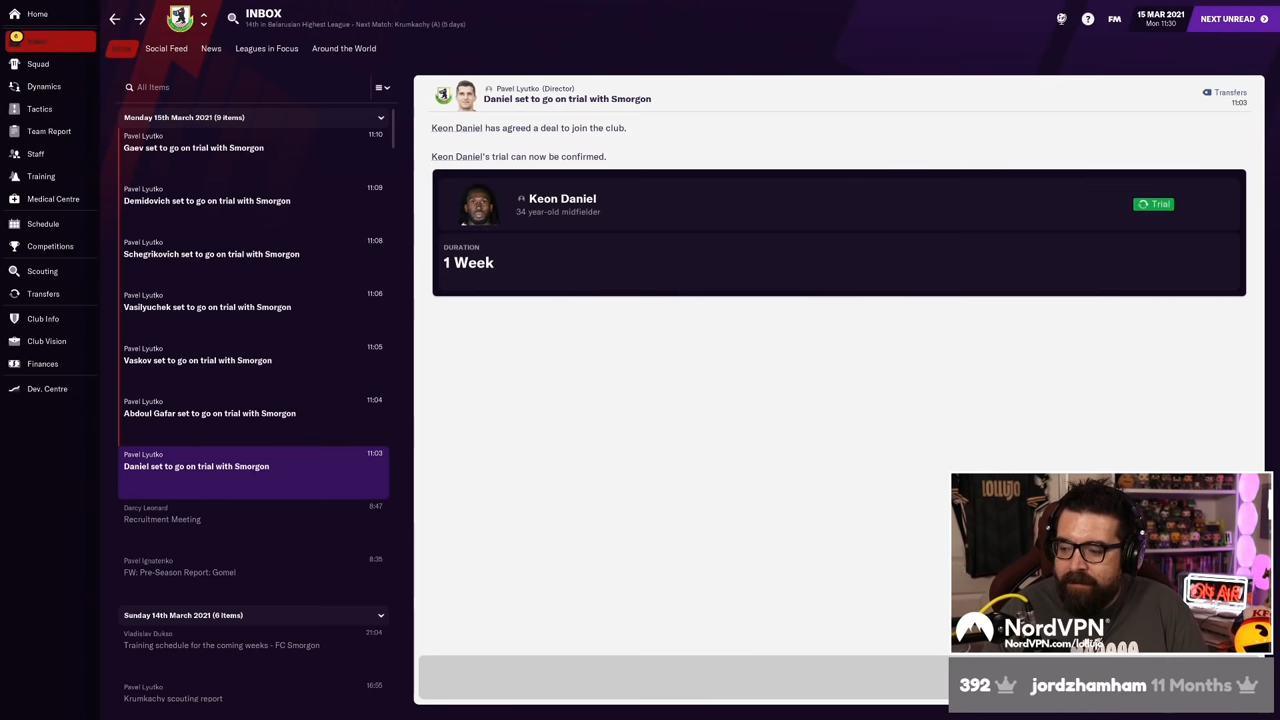 Home
INBOX
14th in Belarusian Highest League - Next Match: Krumkachy (A) (5 days)
FM
15 MAR 2021
Mon 11:30
NEXT UNREAD
6
Squad
Dynamics
Tactics
Team Report
Staff
Training
Medical Centre
Schedule
Competitions
Scouting
Transfers
Club Info
Club Vision
Finances
Dev. Centre
Social Feed
News
Leagues in Focus
Around the World
All Items
Monday 15th March 2021 (9 items)
Pavel Lyutko 11:10
Gaev set to go on trial with Smorgon
Pavel Lyutko 11:09
Demidovich set to go on trial with Smorgon
Pavel Lyutko 11:08
Schegrikovich set to go on trial with Smorgon
Pavel Lyutko 11:06
Vasilyuchek set to go on trial with Smorgon
Pavel Lyutko 11:05
Vaskov set to go on trial with Smorgon
Pavel Lyutko 11:04
Abdoul Gafar set to go on trial with Smorgon
Pavel Lyutko 11:03
Daniel set to go on trial with Smorgon
Darcy Leonard 8:47
Recruitment Meeting
Pavel Ignatenko 8:35
FW: Pre-Season Report: Gomel
Sunday 14th March 2021 (6 items)
Vladislav Dukso 21:04
Training schedule for the coming weeks - FC Smorgon
Pavel Lyutko 16:55
Krumkachy scouting report
Pavel Lyutko (Director)
Daniel set to go on trial with Smorgon
Transfers
11:03
Keon Daniel has agreed a deal to join the club.
Keon Daniel's trial can now be confirmed.
Keon Daniel
34 year-old midfielder
Trial
DURATION
1 Week
lollujo
ON AIR
NordVPN®
NordVPN.com/lollujo
392 jordzhamham 11 Months